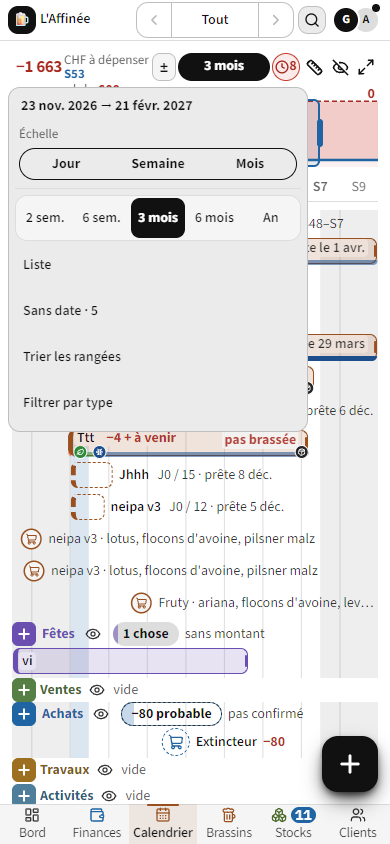 L'Affinée
Tout
G
A
−1 663
CHF à dépenser
S53
±
3 mois
8
0
23 nov. 2026 → 21 févr. 2027
Échelle
Jour
Semaine
Mois
S7
S9
2 sem.
6 sem.
3 mois
6 mois
An
48–S7
te le 1 avr.
Liste
Sans date · 5
e 29 mars
Trier les rangées
Filtrer par type
prête 6 déc.
Ttt −4 + à venir
pas brassée
Jhhh J0 / 15 · prête 8 déc.
neipa v3 J0 / 12 · prête 5 déc.
neipa v3 · lotus, flocons d'avoine, pilsner malz
neipa v3 · lotus, flocons d'avoine, pilsner malz
Fruty · ariana, flocons d'avoine, lev…
Fêtes
1 chose
sans montant
vi
Ventes
vide
Achats
−80 probable
pas confirmé
Extincteur −80
Travaux
vide
Activités
vide
Bord
Finances
Calendrier
Brassins
Stocks
11
Clients